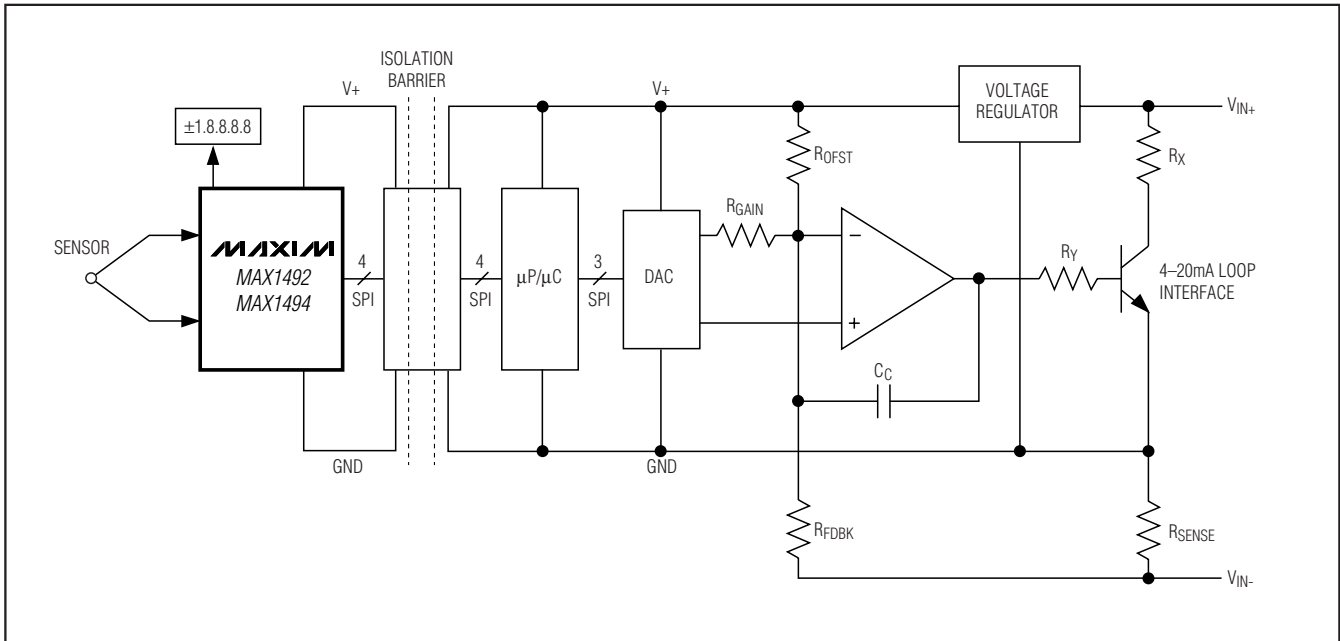 ISOLATION
BARRIER
V+
V+
±1.8.8.8.8
VOLTAGE
REGULATOR
VIN+
ROFST
RX
RGAIN
SENSOR
MAXIM
MAX1492
MAX1494
4
SPI
4
SPI
µP/µC
3
SPI
DAC
−
+
RY
4–20mA LOOP
INTERFACE
CC
GND
GND
RFDBK
RSENSE
VIN-